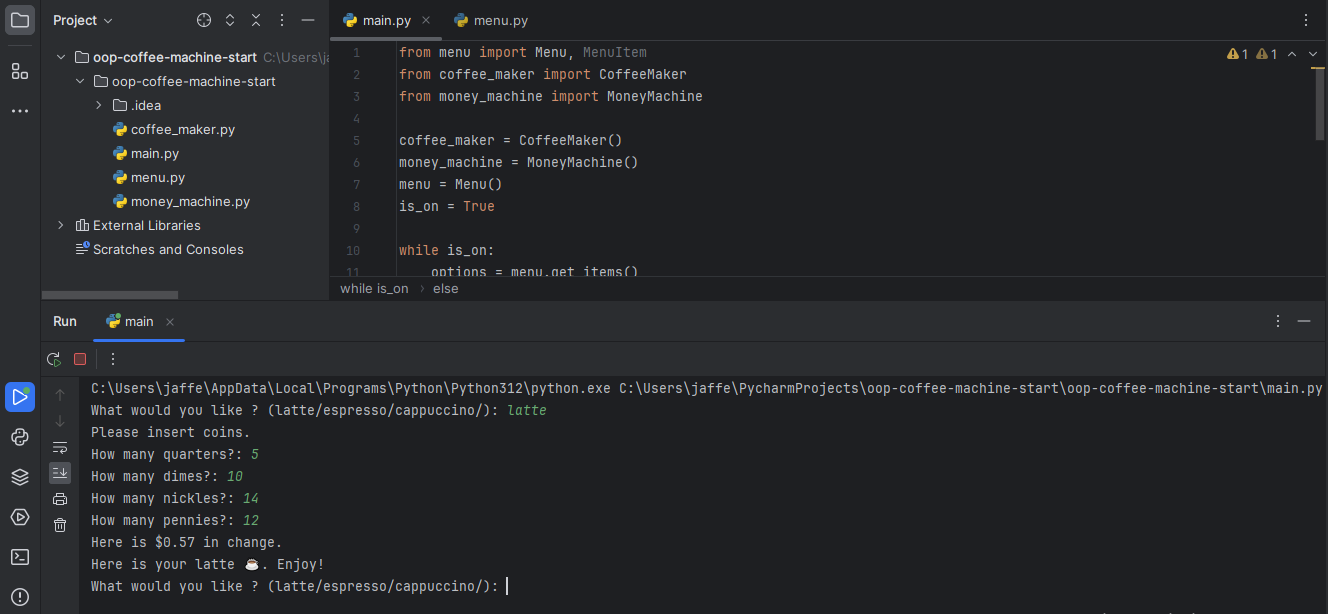 Project
oop-coffee-machine-start C:\Users\ja
oop-coffee-machine-start
.idea
coffee_maker.py
main.py
menu.py
money_machine.py
External Libraries
Scratches and Consoles
main.py
menu.py
1 from menu import Menu, MenuItem
2 from coffee_maker import CoffeeMaker
3 from money_machine import MoneyMachine
4
5 coffee_maker = CoffeeMaker()
6 money_machine = MoneyMachine()
7 menu = Menu()
8 is_on = True
9
10 while is_on:
11 options = menu.get_items()
1 1
while is_on › else
Run
main
C:\Users\jaffe\AppData\Local\Programs\Python\Python312\python.exe C:\Users\jaffe\PycharmProjects\oop-coffee-machine-start\oop-coffee-machine-start\main.py
What would you like ? (latte/espresso/cappuccino/): latte
Please insert coins.
How many quarters?: 5
How many dimes?: 10
How many nickles?: 14
How many pennies?: 12
Here is $0.57 in change.
Here is your latte ☕. Enjoy!
What would you like ? (latte/espresso/cappuccino/):